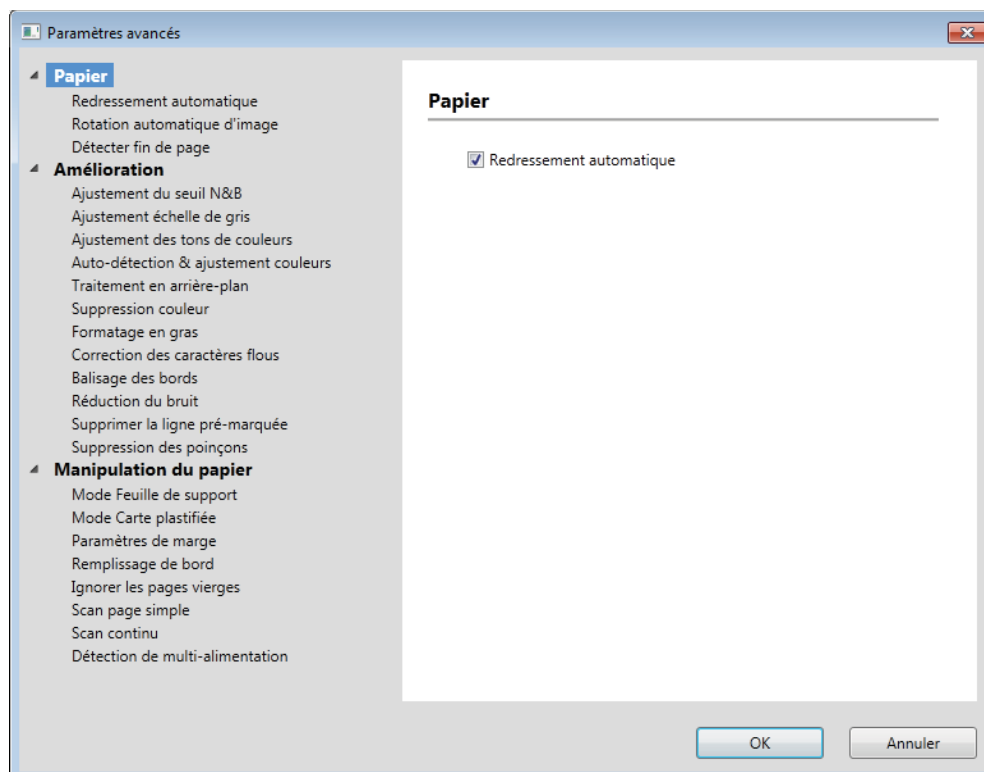 Paramètres avancés
Papier
Redressement automatique
Rotation automatique d'image
Détecter fin de page
Amélioration
Ajustement du seuil N&B
Ajustement échelle de gris
Ajustement des tons de couleurs
Auto-détection & ajustement couleurs
Traitement en arrière-plan
Suppression couleur
Formatage en gras
Correction des caractères flous
Balisage des bords
Réduction du bruit
Supprimer la ligne pré-marquée
Suppression des poinçons
Manipulation du papier
Mode Feuille de support
Mode Carte plastifiée
Paramètres de marge
Remplissage de bord
Ignorer les pages vierges
Scan page simple
Scan continu
Détection de multi-alimentation
Papier
Redressement automatique
OK
Annuler